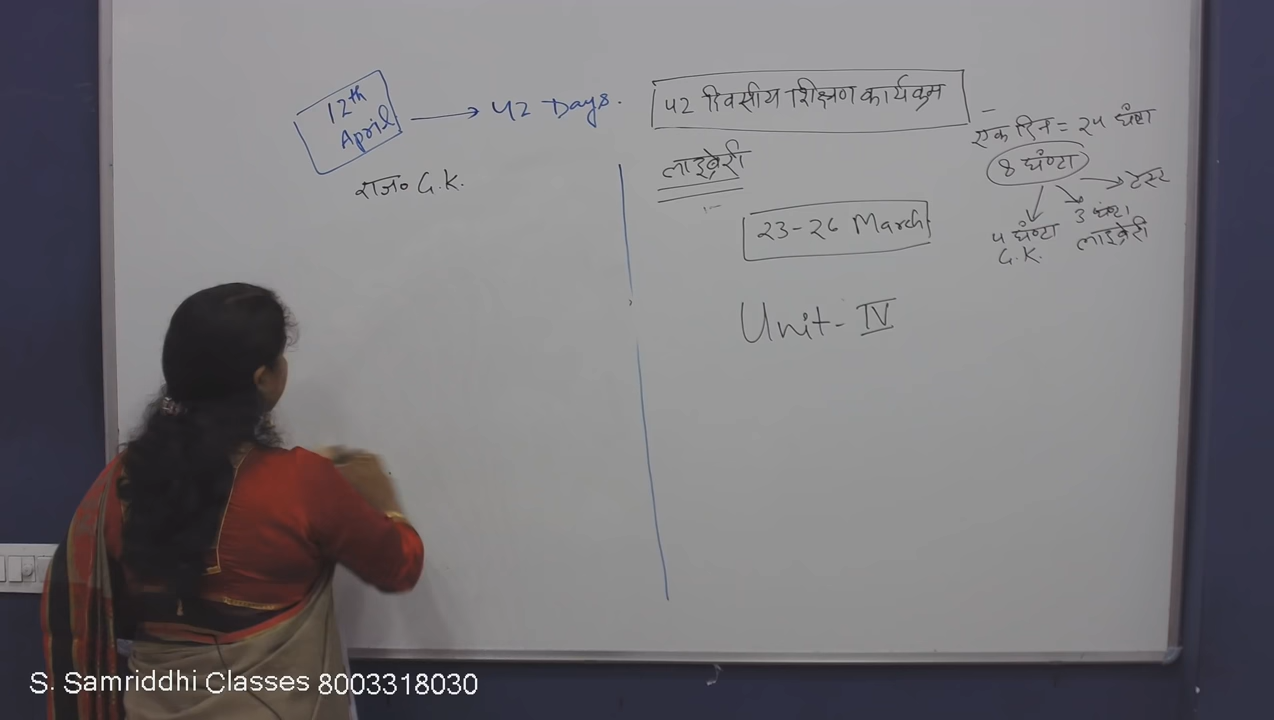 12th April → 42 Days.
राज० G.K.
42 दिवसीय शिक्षण कार्यक्रम
लाइब्रेरी
23-26 March
Unit- IV
एक दिन = 24 घंटा
8 घंण्टा
टेस्ट
4 घंण्टा G.K.
3 घंटा लाइब्रेरी
S. Samriddhi Classes 8003318030